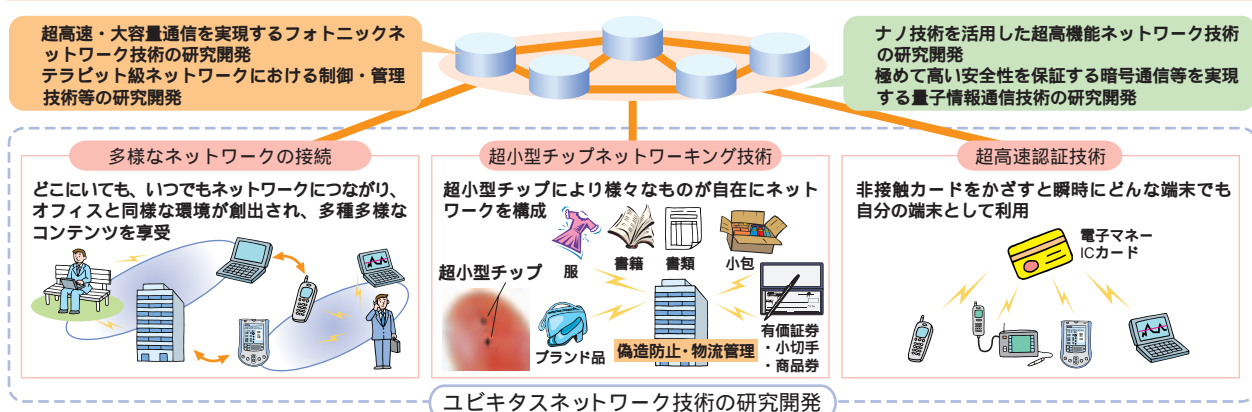 超高速・大容量通信を実現するフォトニックネ
ットワーク技術の研究開発
テラビット級ネットワークにおける制御・管理
技術等の研究開発
ナノ技術を活用した超高機能ネットワーク技術
の研究開発
極めて高い安全性を保証する暗号通信等を実現
する量子情報通信技術の研究開発
多様なネットワークの接続
どこにいても、いつでもネットワークにつながり、
オフィスと同様な環境が創出され、多種多様な
コンテンツを享受
超小型チップネットワーキング技術
超小型チップにより様々なものが自在にネット
ワークを構成
服
書籍
書類
小包
超小型チップ
ブランド品
偽造防止・物流管理
有価証券
・小切手
・商品券
超高速認証技術
非接触カードをかざすと瞬時にどんな端末でも
自分の端末として利用
電子マネー
ICカード
ユビキタスネットワーク技術の研究開発